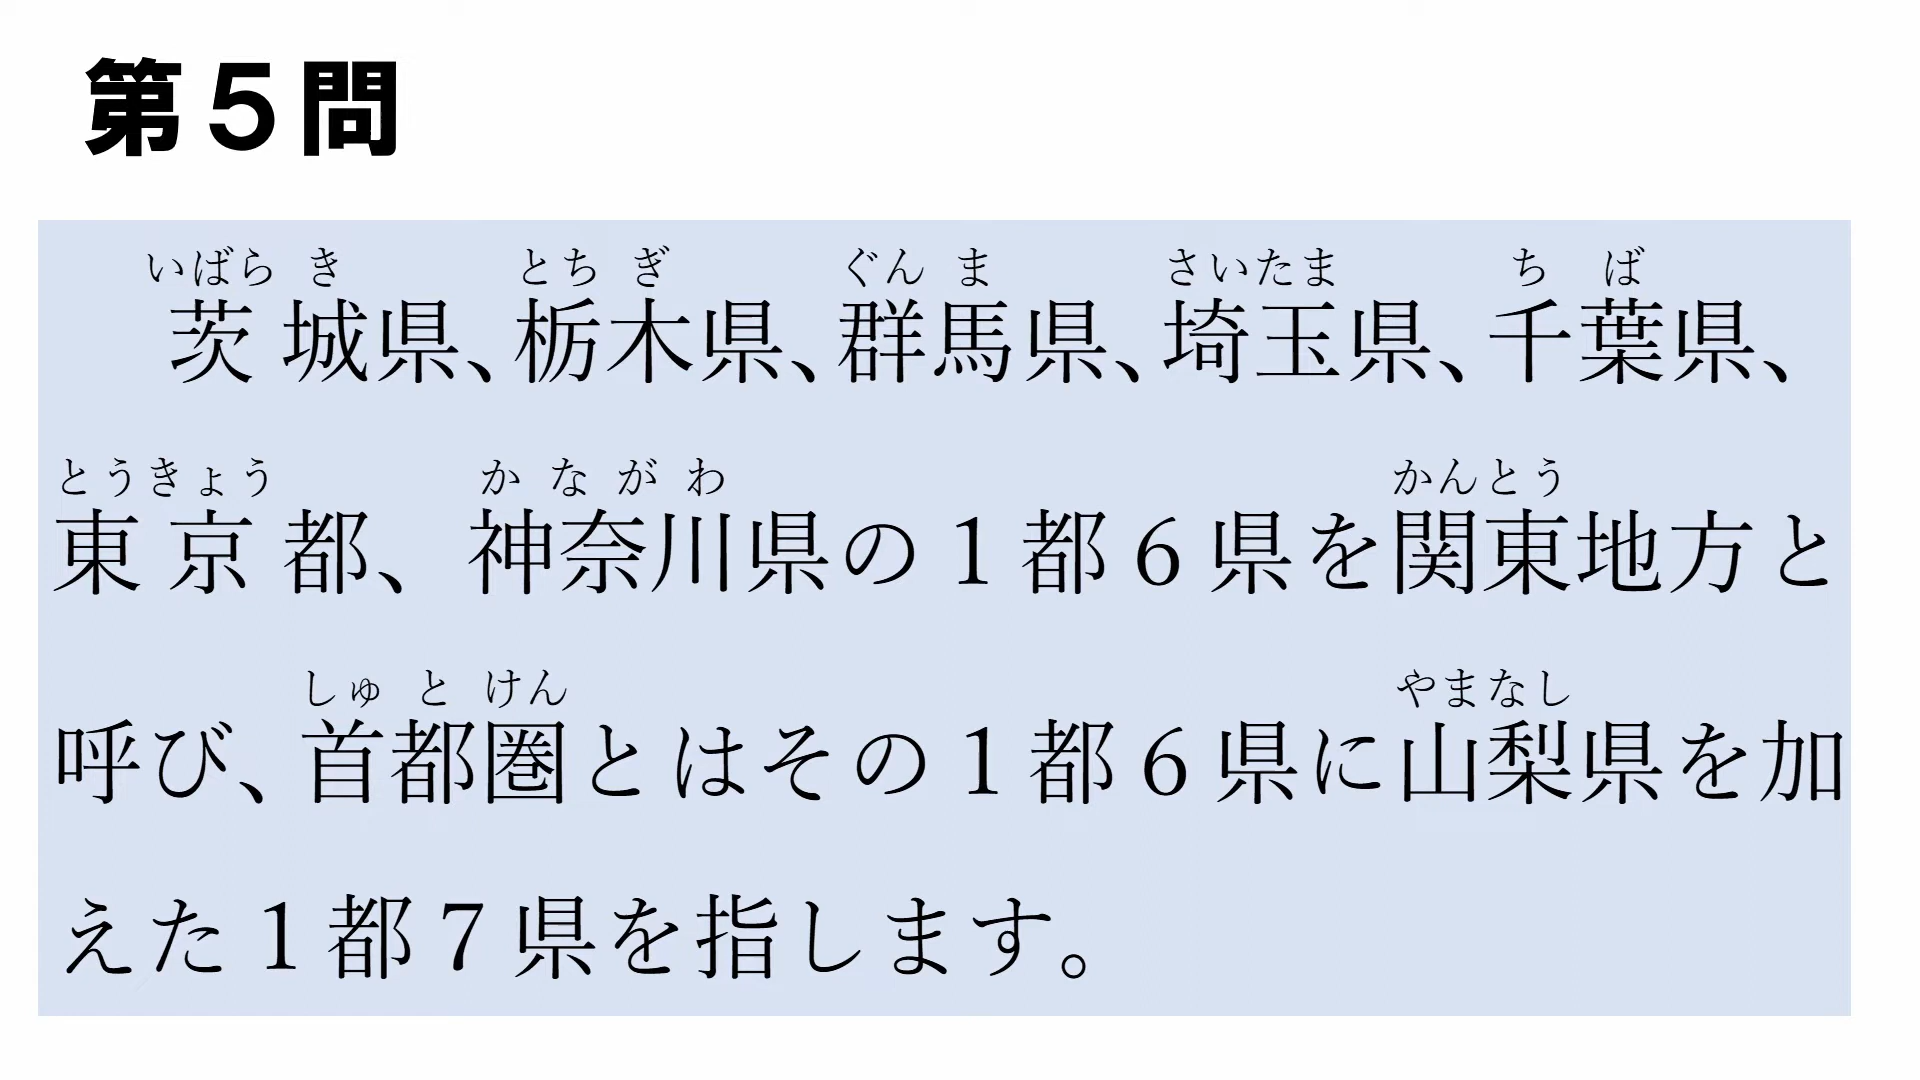 第５問
いばら き とち ぎ ぐん ま さいたま ち ば
茨城県、栃木県、群馬県、埼玉県、千葉県、
とうきょう か な が わ かんとう
東京都、神奈川県の１都６県を関東地方と
しゅ と けん やまなし
呼び、首都圏とはその１都６県に山梨県を加
えた１都７県を指します。